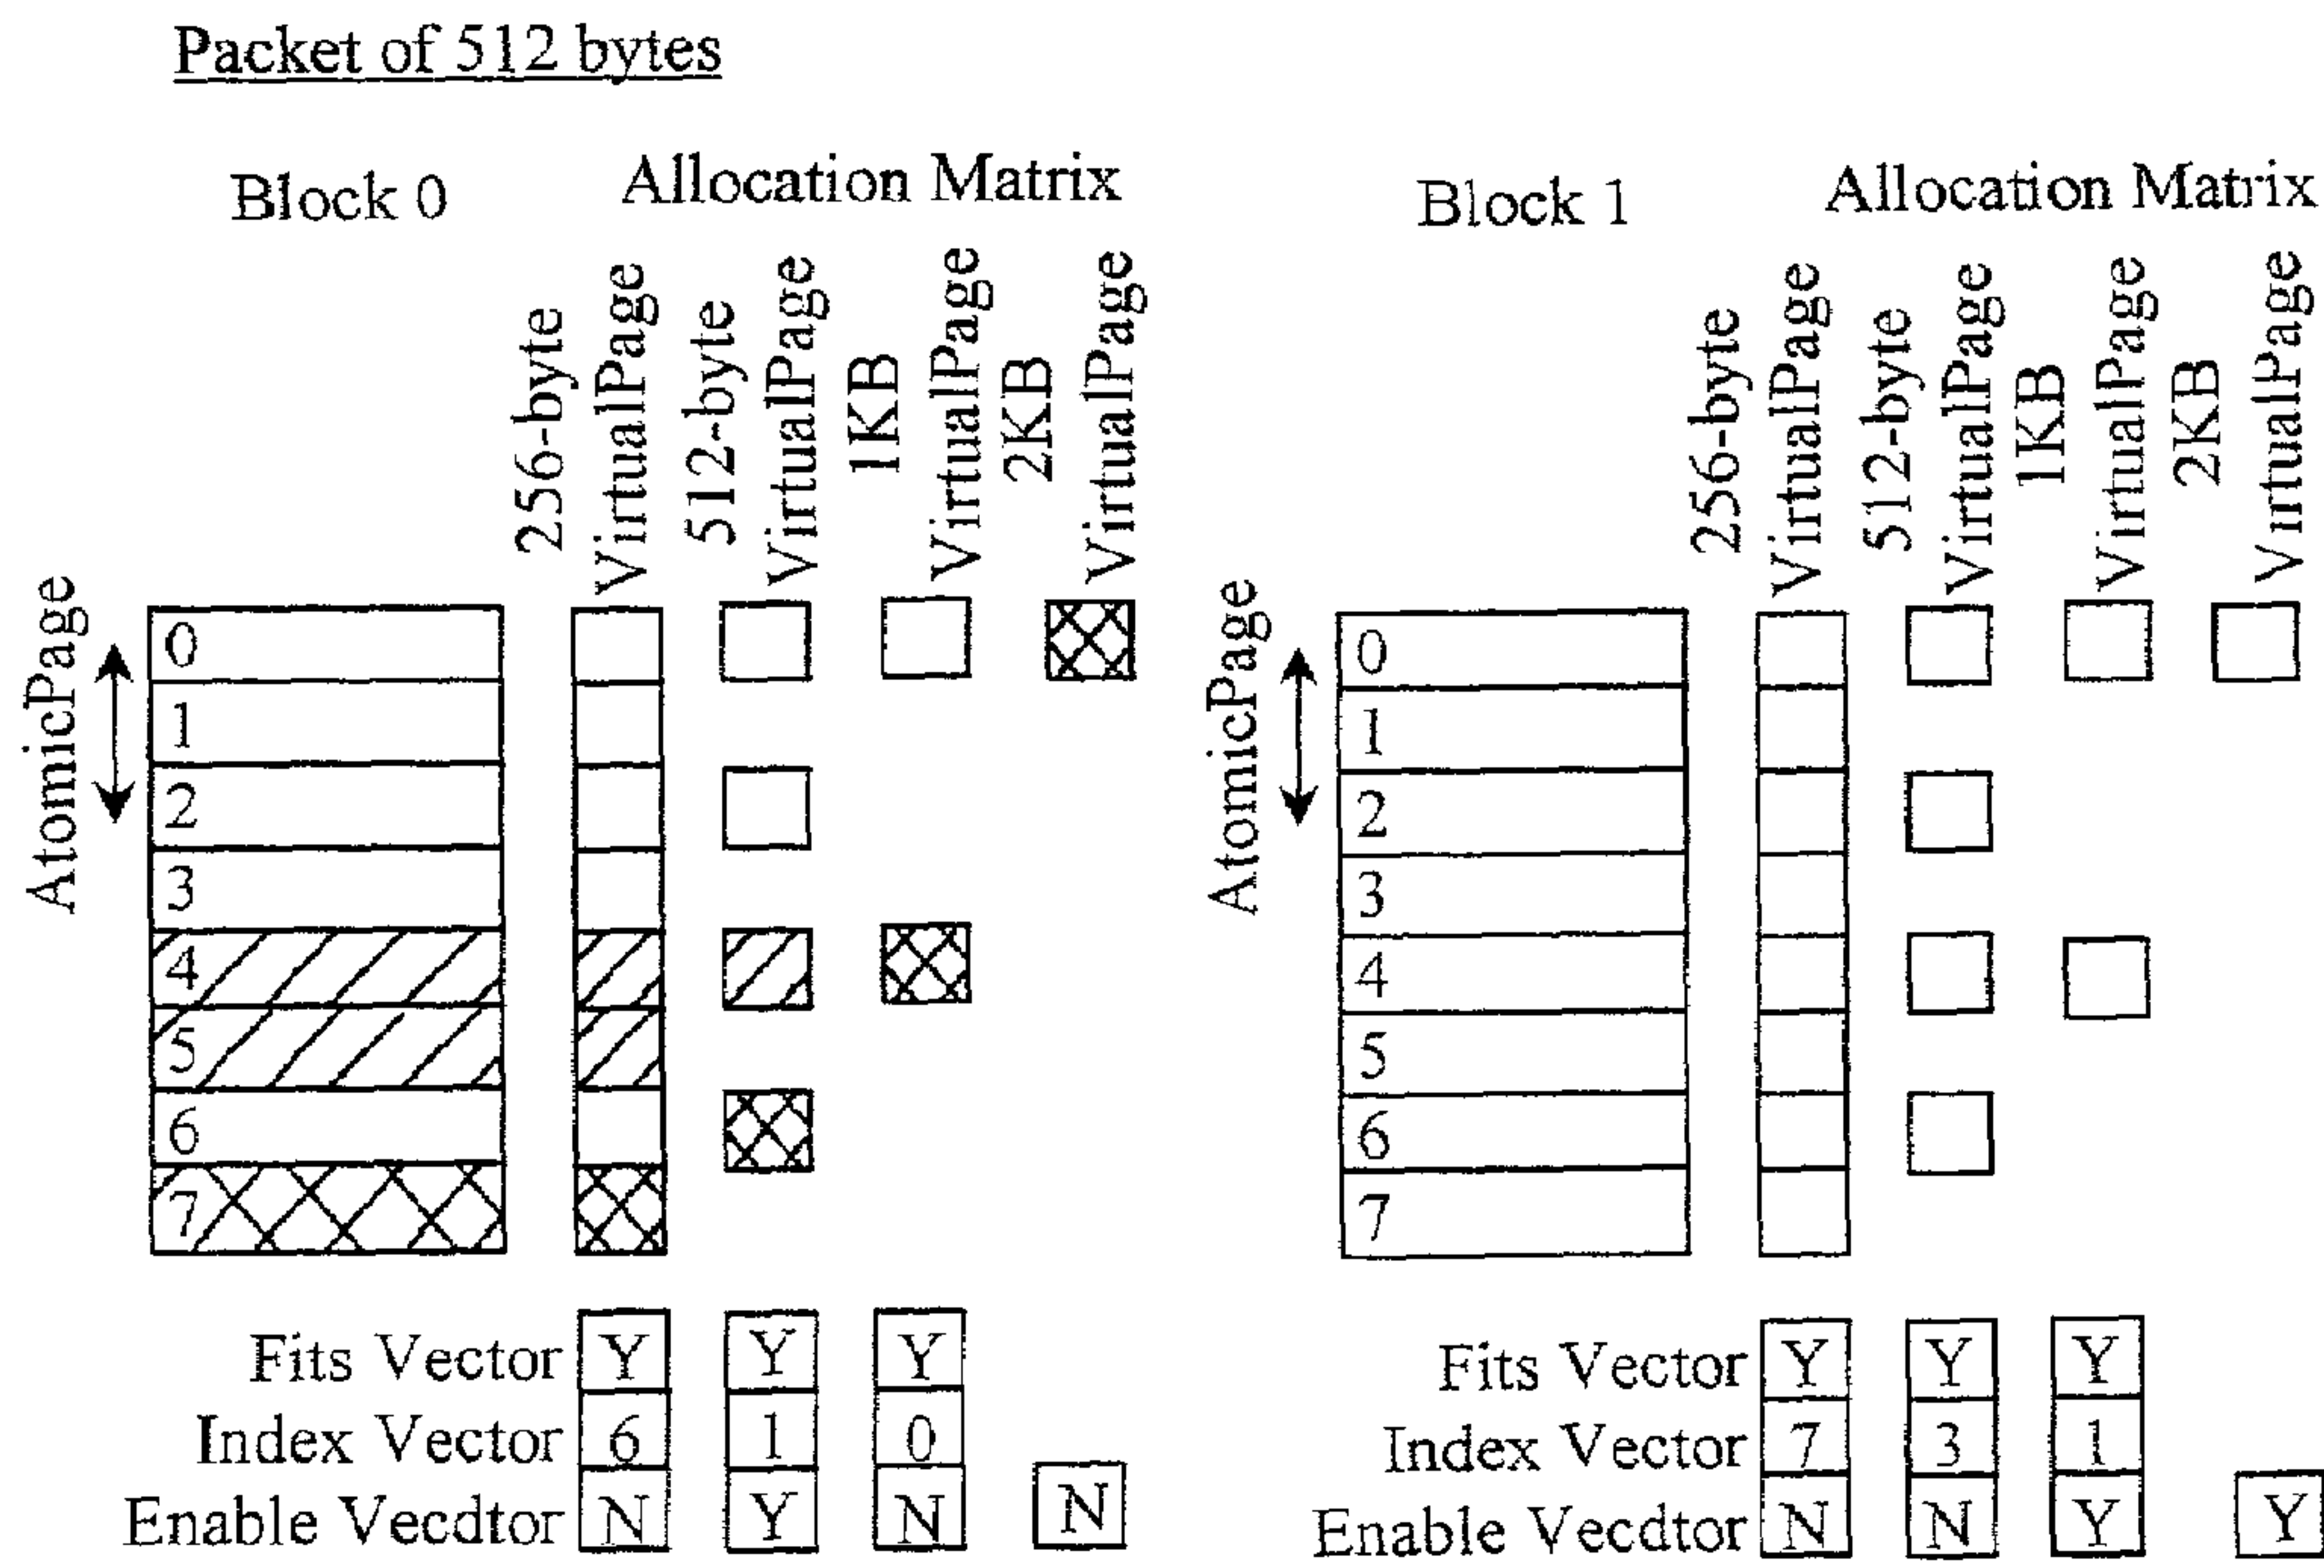 Packet of 512 bytes
Block 0
Allocation Matrix
256-byte
VirtualPage
512-byte
VirtualPage
1KB
VirtualPage
2KB
VirtualPage
AtomicPage
0
1
2
3
4
5
6
7
Fits Vector Y Y Y
Index Vector 6 1 0
Enable Vecdtor N Y N N
Block 1
Allocation Matrix
256-byte
VirtualPage
512-byte
VirtualPage
1KB
VirtualPage
2KB
VirtualPage
AtomicPage
0
1
2
3
4
5
6
7
Fits Vector Y Y Y
Index Vector 7 3 1
Enable Vecdtor N N Y Y